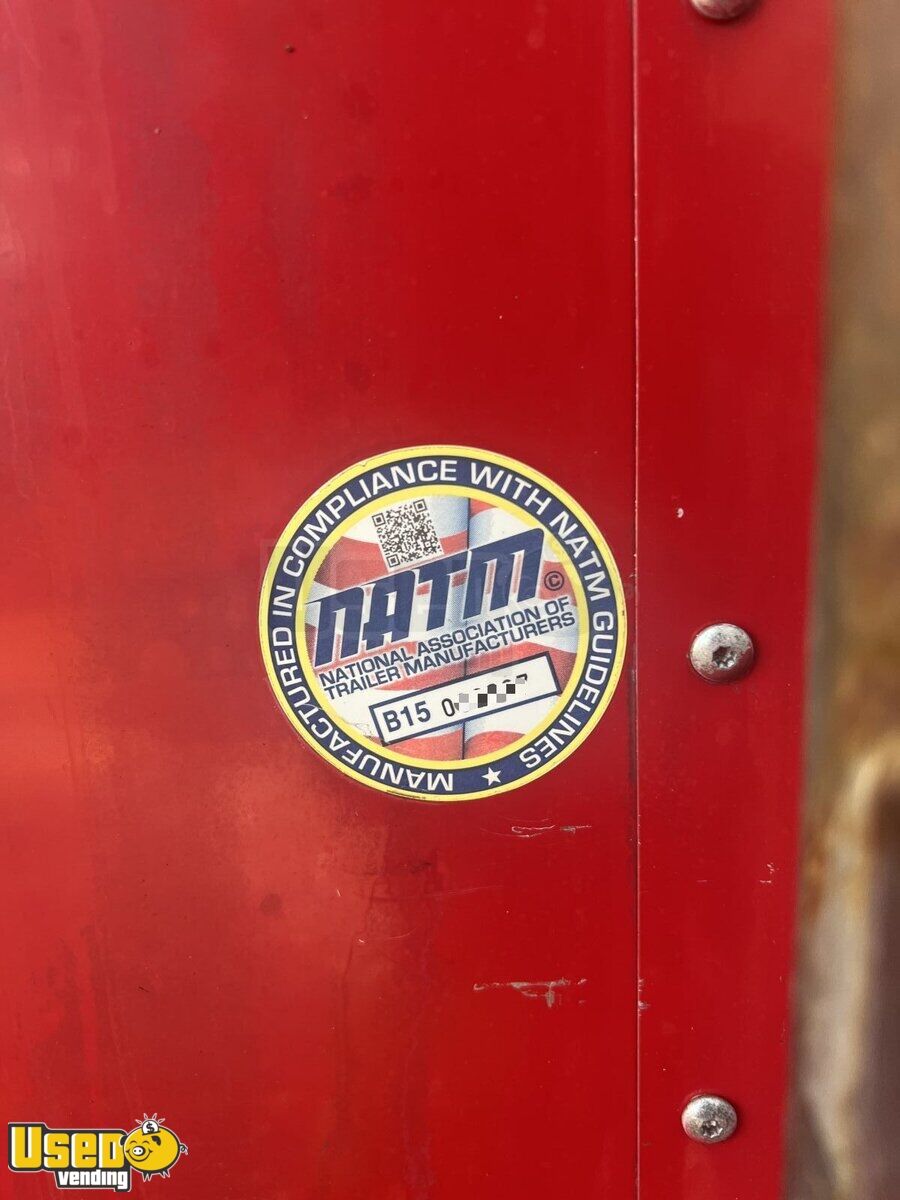 MANUFACTURED IN COMPLIANCE WITH NATM GUIDELINES
NATM ©
NATIONAL ASSOCIATION OF
TRAILER MANUFACTURERS
B15
USED
vending